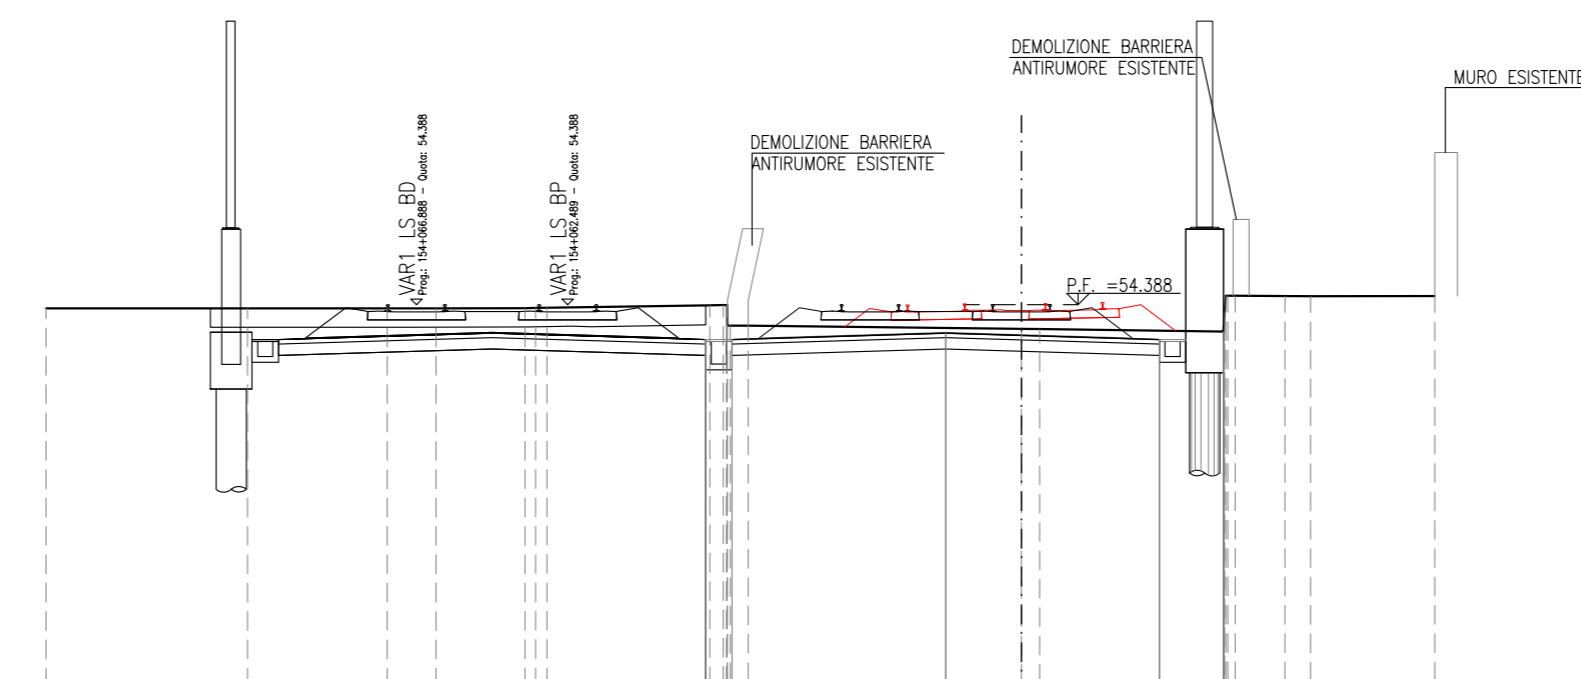 DEMOLIZIONE BARRIERA
ANTIRUMORE ESISTENTE
MURO ESISTENTE
VAR1 LS BD
Prog.: 154+066.888 - Quota: 54.388
VAR1 LS BP
Prog.: 154+062.489 - Quota: 54.388
DEMOLIZIONE BARRIERA
ANTIRUMORE ESISTENTE
P.F. =54.388